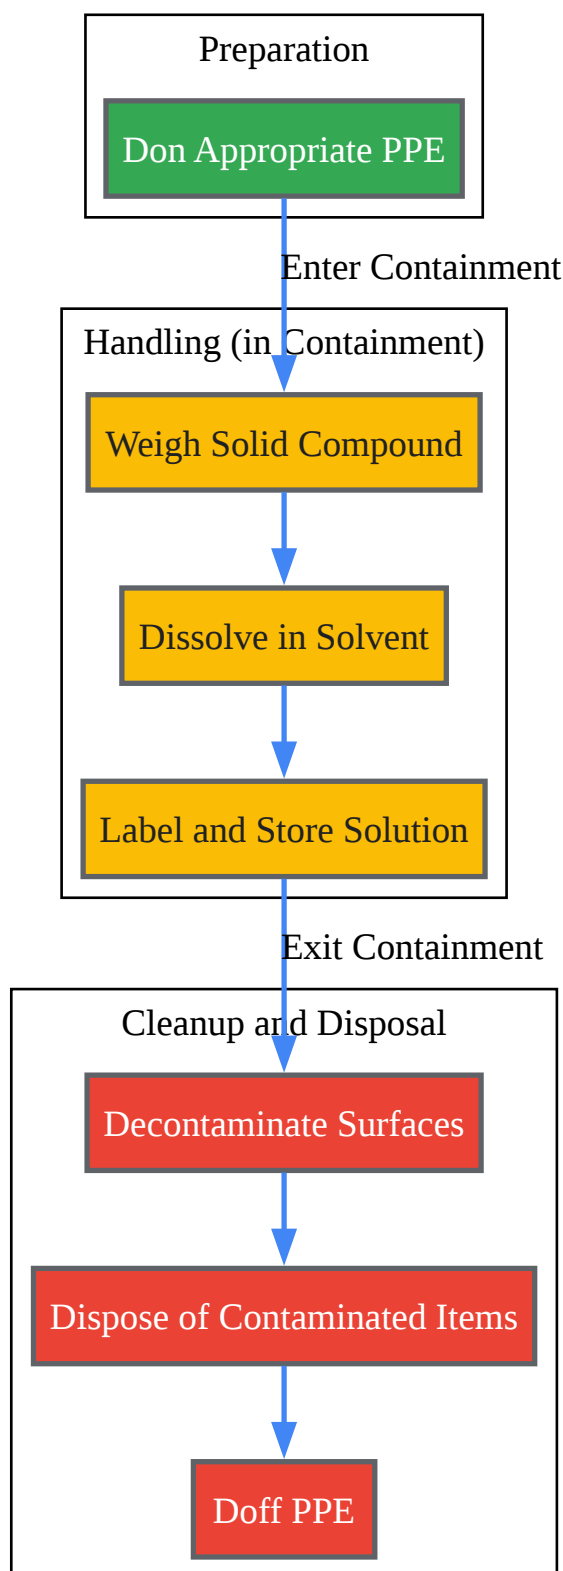 Preparation
Don Appropriate PPE
Enter Containment
Handling (in Containment)
Weigh Solid Compound
Dissolve in Solvent
Label and Store Solution
Exit Containment
Cleanup and Disposal
Decontaminate Surfaces
Dispose of Contaminated Items
Doff PPE